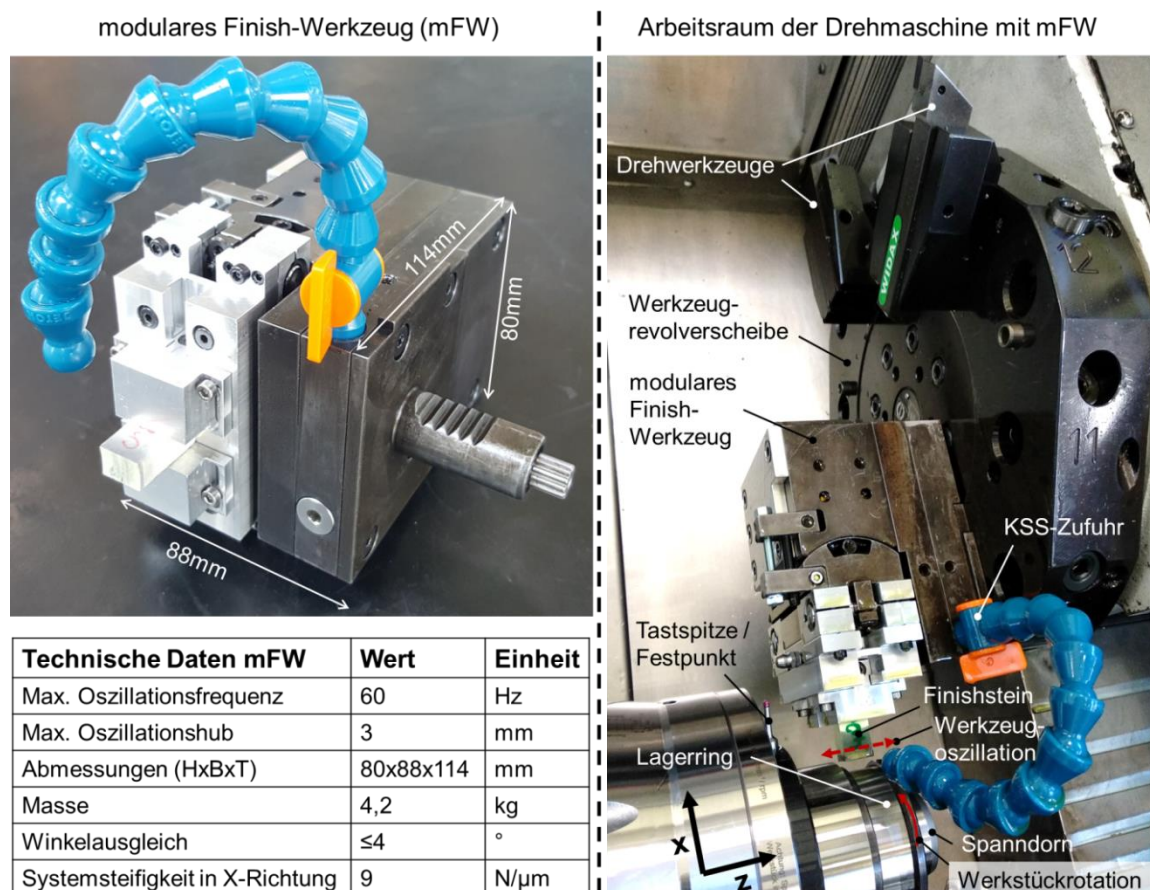 modulares Finish-Werkzeug (mFW)
114mm
80mm
88mm
Technische Daten mFW Wert Einheit
Max. Oszillationsfrequenz 60 Hz
Max. Oszillationshub 3 mm
Abmessungen (HxBxT) 80x88x114 mm
Masse 4,2 kg
Winkelausgleich ≤4 °
Systemsteifigkeit in X-Richtung 9 N/µm
Arbeitsraum der Drehmaschine mit mFW
Drehwerkzeuge
WIDAX
Werkzeug-
revolverscheibe
modulares
Finish-
Werkzeug
11
KSS-Zufuhr
Tastspitze /
Festpunkt
Finishstein
Werkzeug-
oszillation
Lagerring
X
Z
Spanndorn
Werkstückrotation